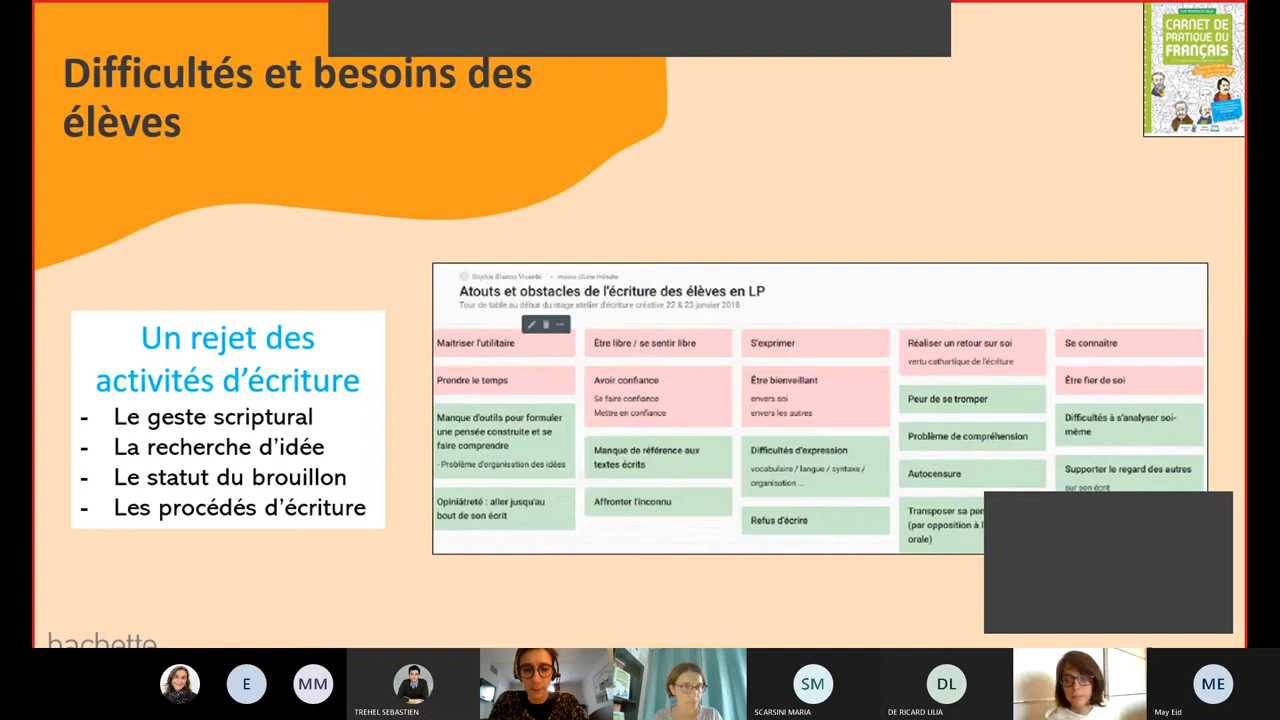 Difficultés et besoins des
élèves
CARNET DE
PRATIQUE DU
FRANÇAIS
Un rejet des
activités d'écriture
- Le geste scriptural
- La recherche d'idée
- Le statut du brouillon
- Les procédés d'écriture
Sophie Blanco Vicente • moins d'une minute
Atouts et obstacles de l'écriture des élèves en LP
Tour de table au début du stage atelier d'écriture créative 22 & 23 janvier 2018
Maitriser l'utilitaire
Prendre le temps
Manque d'outils pour formuler
une pensée construite et se
faire comprendre
- Problème d'organisation des idées
Opiniâtreté : aller jusqu'au
bout de son écrit
Être libre / se sentir libre
Avoir confiance
Se faire confiance
Mettre en confiance
Manque de référence aux
textes écrits
Affronter l'inconnu
S'exprimer
Être bienveillant
envers soi
envers les autres
Difficultés d'expression
vocabulaire / langue / syntaxe /
organisation ...
Refus d'écrire
Réaliser un retour sur soi
vertu cathartique de l'écriture
Peur de se tromper
Problème de compréhension
Autocensure
Transposer sa
(par opposition à
orale)
Se connaitre
Être fier de soi
Difficultés à s'analyser soi-
même
Supporter le regard des autres
sur son écrit
hachette
E
MM
TREHEL SEBASTIEN
SM
SCARSINI MARIA
DL
DE RICARD LILIA
ME
May Eid